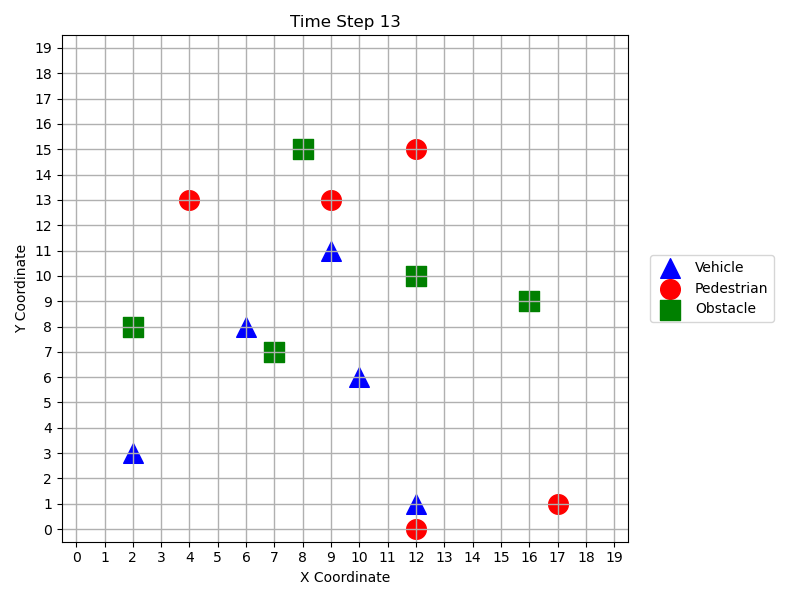 Time Step 13
Y Coordinate
19
18
17
16
15
14
13
12
11
10
9
8
7
6
5
4
3
2
1
0
0 1 2 3 4 5 6 7 8 9 10 11 12 13 14 15 16 17 18 19
X Coordinate
Vehicle
Pedestrian
Obstacle